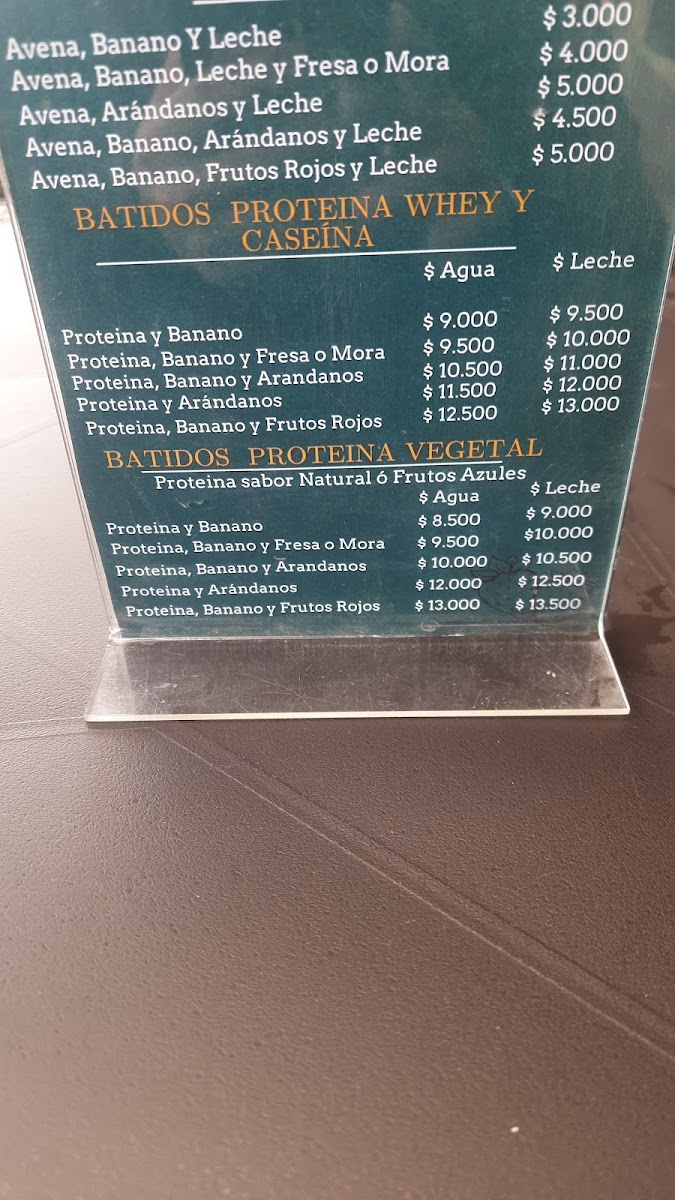 Avena, Banano Y Leche $ 3.000
Avena, Banano, Leche y Fresa o Mora $ 4.000
Avena, Arándanos y Leche $ 5.000
Avena, Banano, Arándanos y Leche $ 4.500
Avena, Banano, Frutos Rojos y Leche $ 5.000
BATIDOS PROTEINA WHEY Y
CASEÍNA
$ Agua $ Leche
Proteina y Banano $ 9.000 $ 9.500
Proteina, Banano y Fresa o Mora $ 9.500 $ 10.000
Proteina, Banano y Arandanos $ 10.500 $ 11.000
Proteina y Arándanos $ 11.500 $ 12.000
Proteina, Banano y Frutos Rojos $ 12.500 $ 13.000
BATIDOS PROTEINA VEGETAL
Proteina sabor Natural ó Frutos Azules
$ Agua $ Leche
Proteina y Banano $ 8.500 $ 9.000
Proteina, Banano y Fresa o Mora $ 9.500 $10.000
Proteina, Banano y Arandanos $ 10.000 $ 10.500
Proteina y Arándanos $ 12.000 $ 12.500
Proteina, Banano y Frutos Rojos $ 13.000 $ 13.500